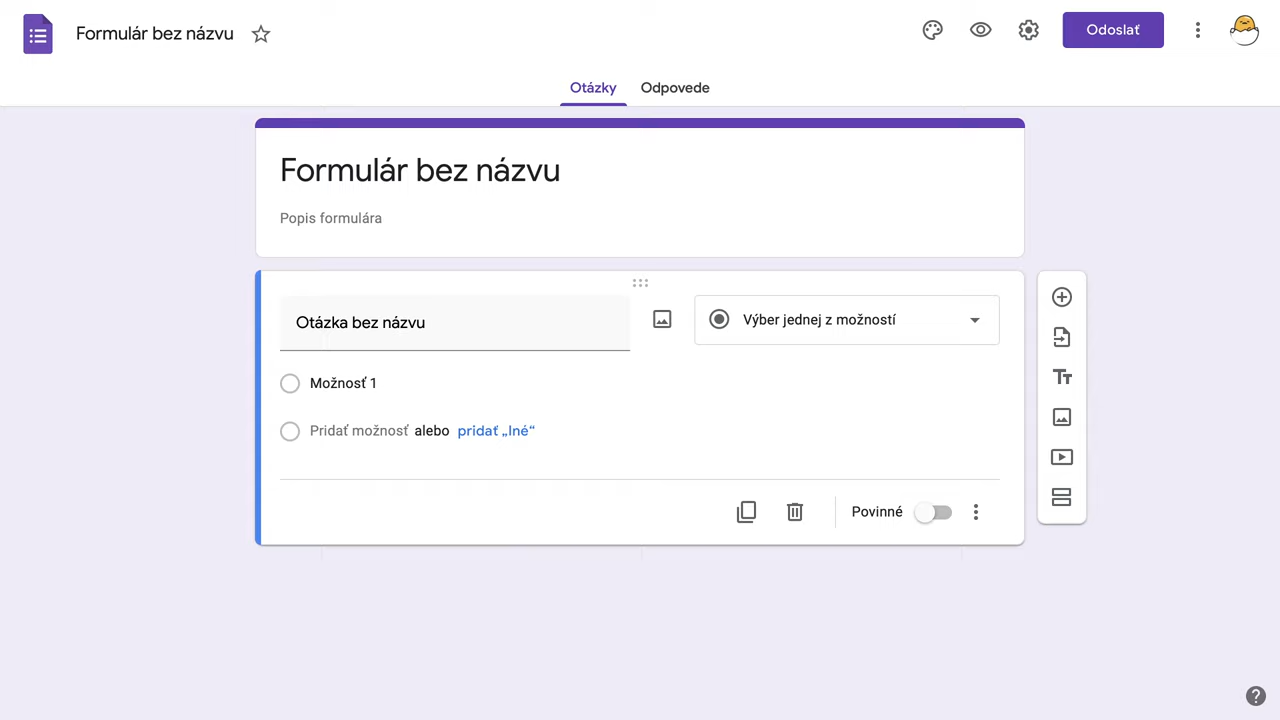 Formulár bez názvu
Odoslať
Otázky
Odpovede
Formulár bez názvu
Popis formulára
Otázka bez názvu
Výber jednej z možností
Možnosť 1
Pridať možnosť alebo pridať „Iné“
Povinné